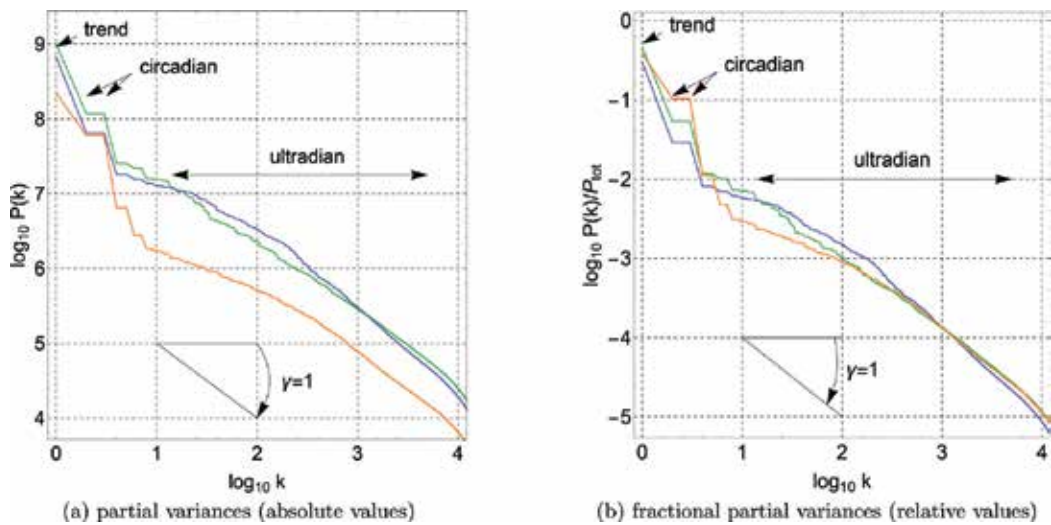 trend
circadian
ultradian
γ=1
9
8
7
6
5
4
log₁₀ P(k)
0
1
2
3
4
log₁₀ k
(a) partial variances (absolute values)
trend
circadian
ultradian
γ=1
-0
-1
-2
-3
-4
-5
log₁₀ P(k)/Pₜₒₜ
0
1
2
3
4
log₁₀ k
(b) fractional partial variances (relative values)